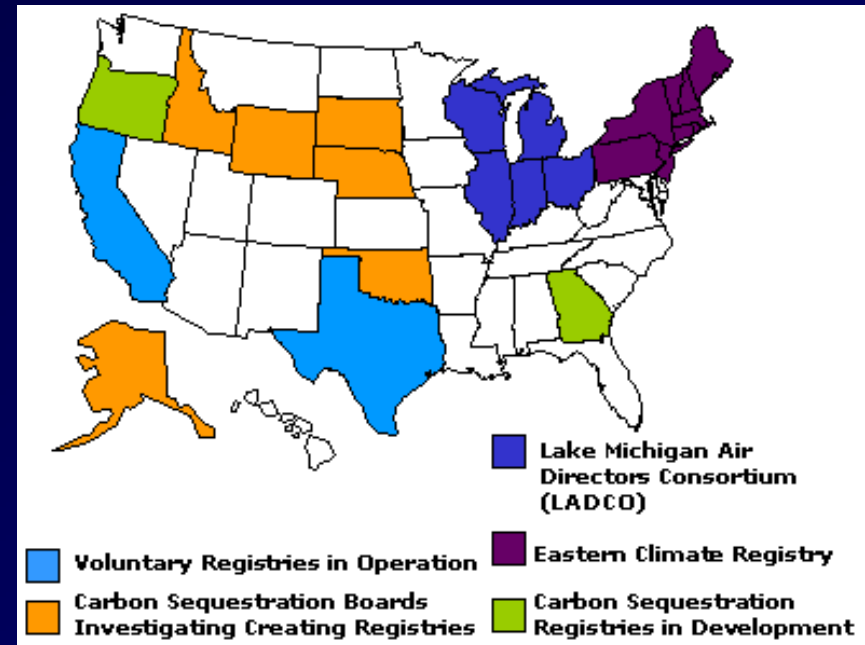 Lake Michigan Air
Directors Consortium
(LADCO)
Voluntary Registries in Operation
Eastern Climate Registry
Carbon Sequestration Boards
Investigating Creating Registries
Carbon Sequestration
Registries in Development